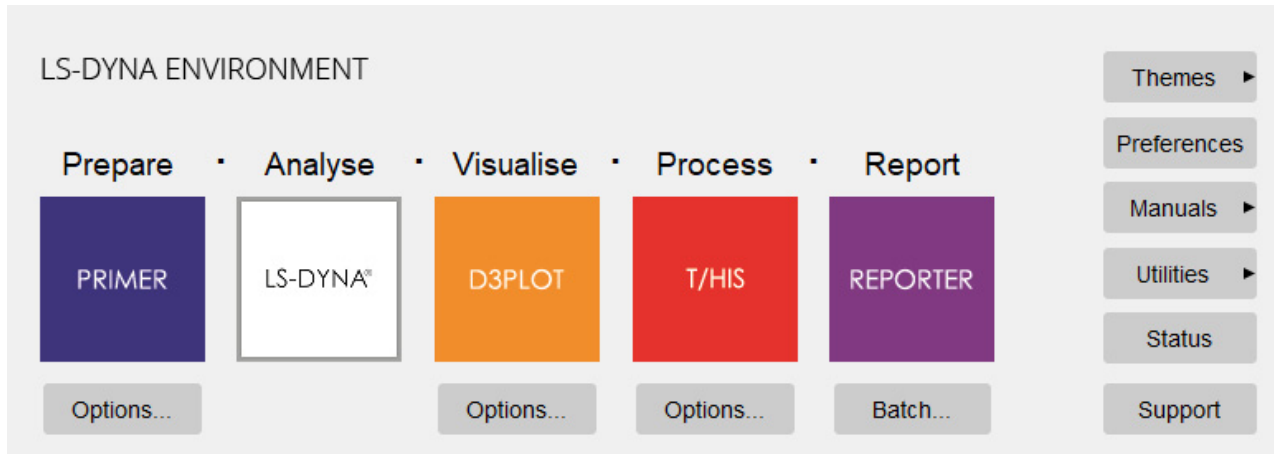 LS-DYNA ENVIRONMENT
Themes
Prepare · Analyse · Visualise · Process · Report
Preferences
Manuals
PRIMER LS-DYNA® D3PLOT T/HIS REPORTER
Utilities
Status
Options... Options... Options... Batch... Support